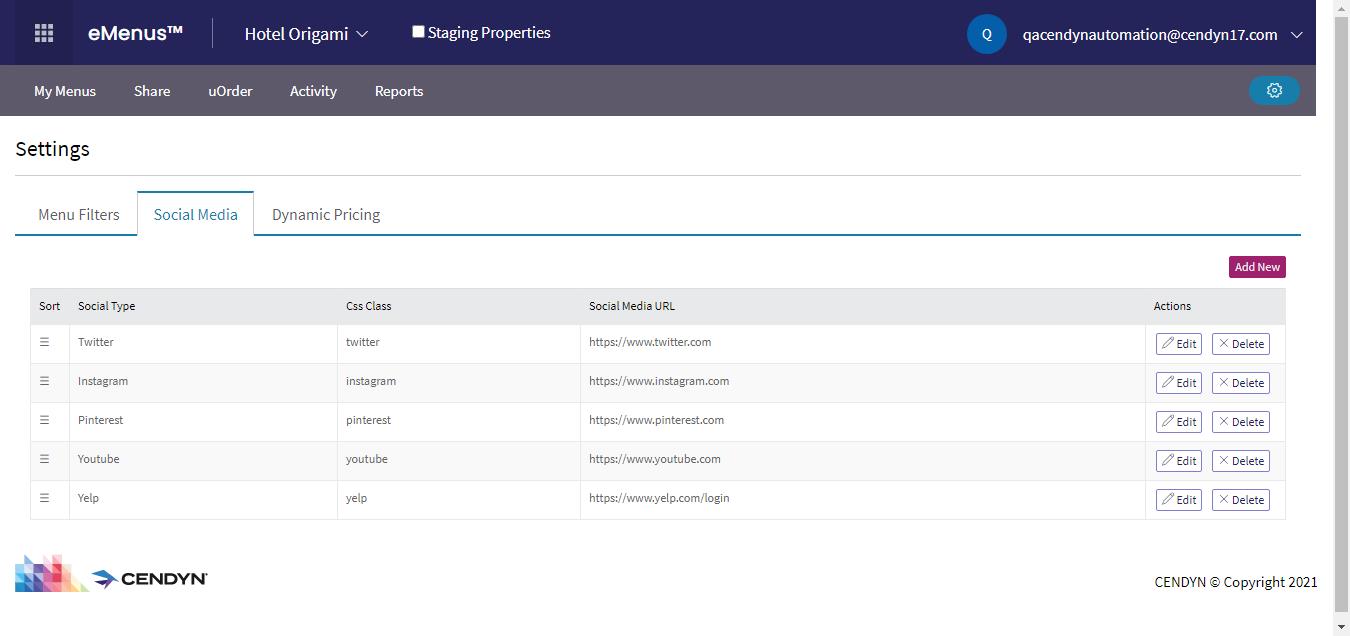 eMenus™ Hotel Origami Staging Properties Q qacendynautomation@cendyn17.com
My Menus Share uOrder Activity Reports
Settings
Menu Filters Social Media Dynamic Pricing
Add New
Sort Social Type Css Class Social Media URL Actions
Twitter twitter https://www.twitter.com Edit Delete
Instagram instagram https://www.instagram.com Edit Delete
Pinterest pinterest https://www.pinterest.com Edit Delete
Youtube youtube https://www.youtube.com Edit Delete
Yelp yelp https://www.yelp.com/login Edit Delete
CENDYN CENDYN © Copyright 2021